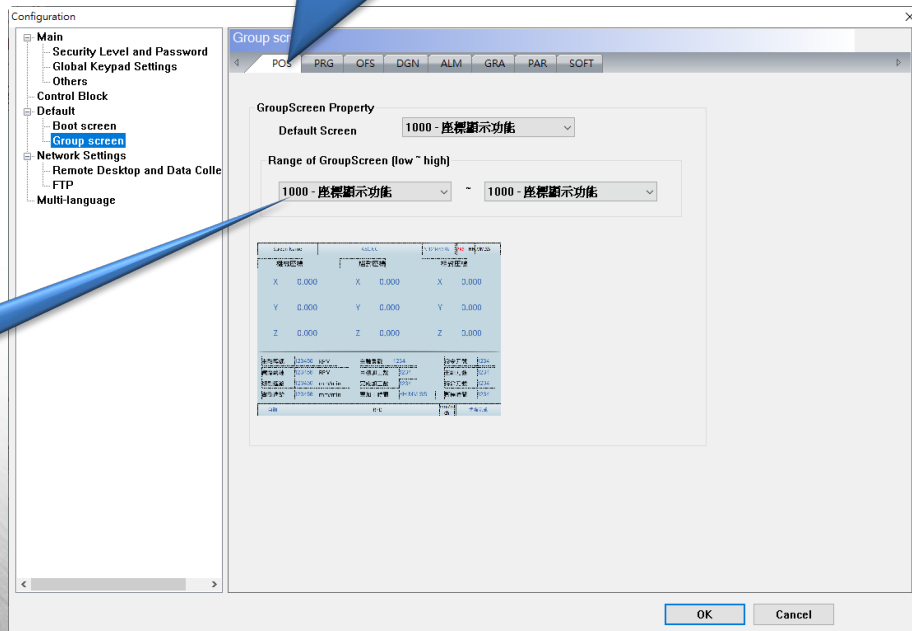 Configuration
Main
Security Level and Password
Global Keypad Settings
Others
Control Block
Default
Boot screen
Group screen
Network Settings
Remote Desktop and Data Colle
FTP
Multi-language
Group scr
POS PRG OFS DGN ALM GRA PAR SOFT
GroupScreen Property
Default Screen 1000 - 座標顯示功能
Range of GroupScreen (low ~ high)
1000 - 座標顯示功能 ~ 1000 - 座標顯示功能
X 0.000 X 0.000 X 0.000
Y 0.000 Y 0.000 Y 0.000
Z 0.000 Z 0.000 Z 0.000
OK Cancel